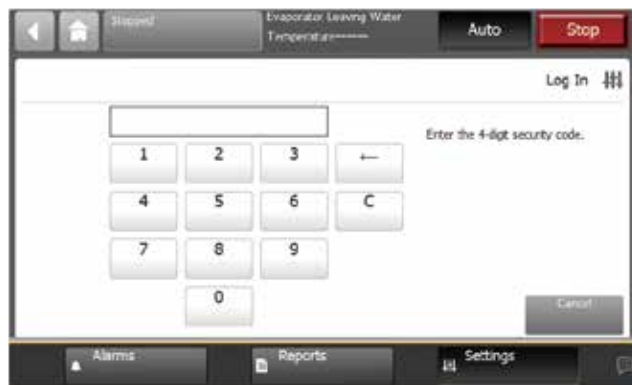 Stopped
Evaporator Leaving Water
Temperature
Auto
Stop
Log In
Enter the 4-digit security code.
1 2 3 ←
4 5 6 C
7 8 9
0
Cancel
Alarms
Reports
Settings